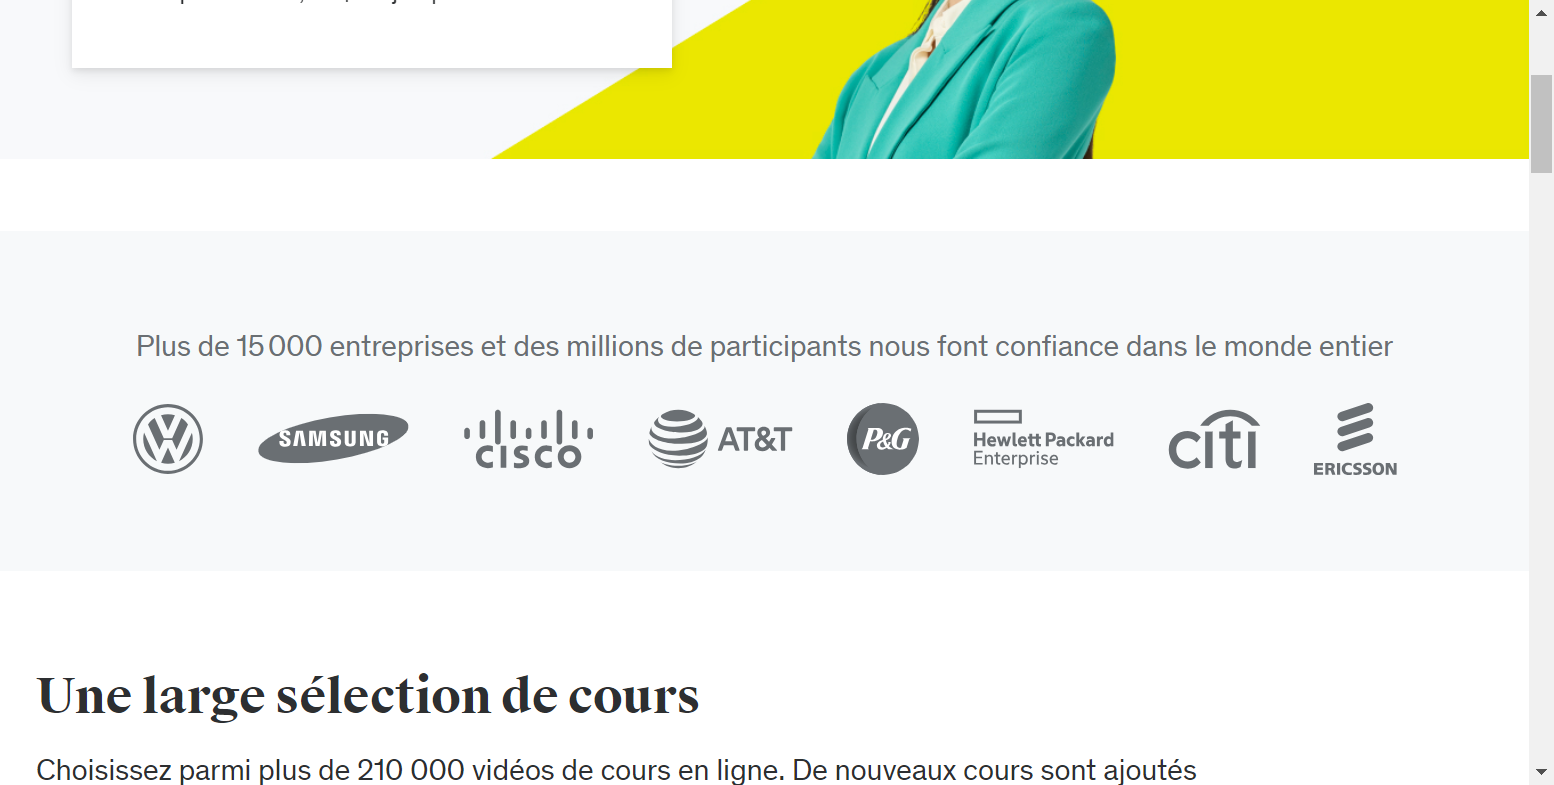 Plus de 15 000 entreprises et des millions de participants nous font confiance dans le monde entier
SAMSUNG
CISCO
AT&T
P&G
Hewlett Packard
Enterprise
citi
ERICSSON
Une large sélection de cours
Choisissez parmi plus de 210 000 vidéos de cours en ligne. De nouveaux cours sont ajoutés